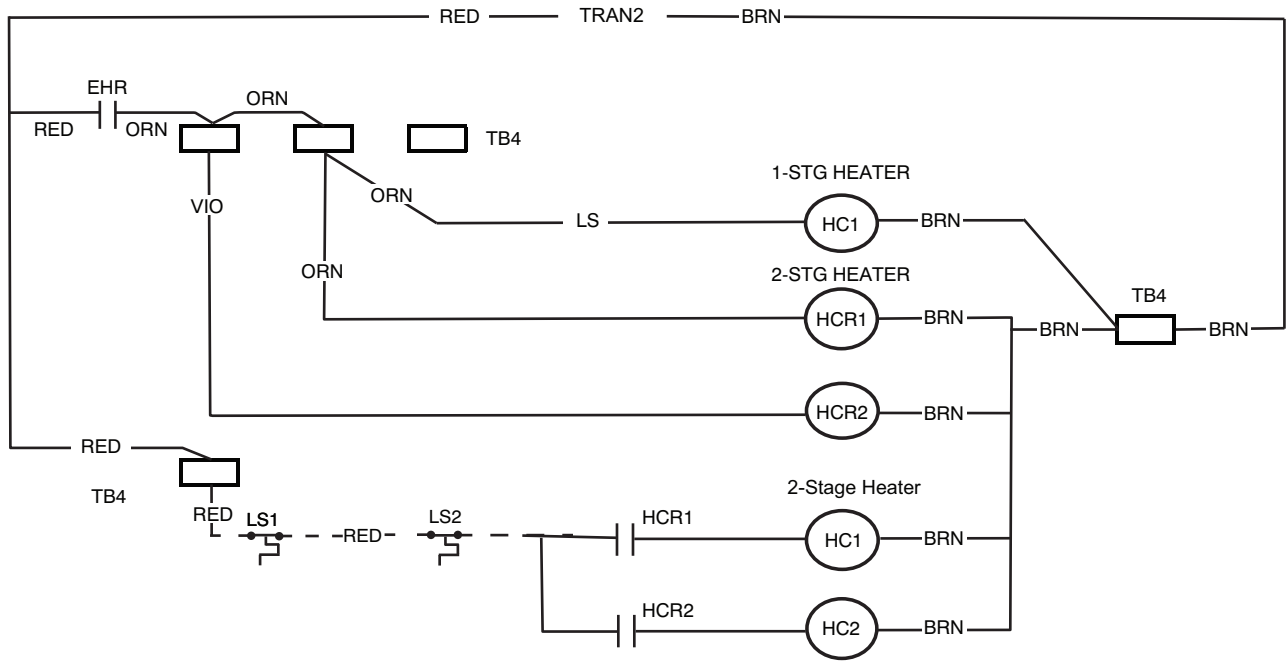 RED TRAN2 BRN
EHR
ORN
RED ORN
TB4
1-STG HEATER
VIO ORN LS HC1 BRN
ORN 2-STG HEATER
TB4
HCR1 BRN BRN BRN
HCR2 BRN
RED
2-Stage Heater
TB4
RED LS1 RED LS2 HCR1 HC1 BRN
HCR2 HC2 BRN